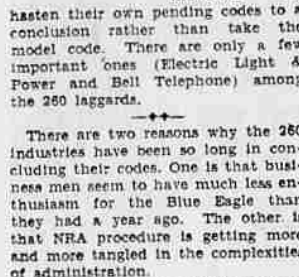 hasten their own pending codes to a
conclusion rather than take the
model code. There are only a few
important ones (Electric Light &
Power and Bell Telephone) among
the 260 laggards.
There are two reasons why the 260
industries have been so long in con-
cluding their codes. One is that busi-
ness men seem to have much less en-
thusiasm for the Blue Eagle than
they had a year ago. The other is
that NRA procedure is getting more
and more tangled in the complexities
of administration.